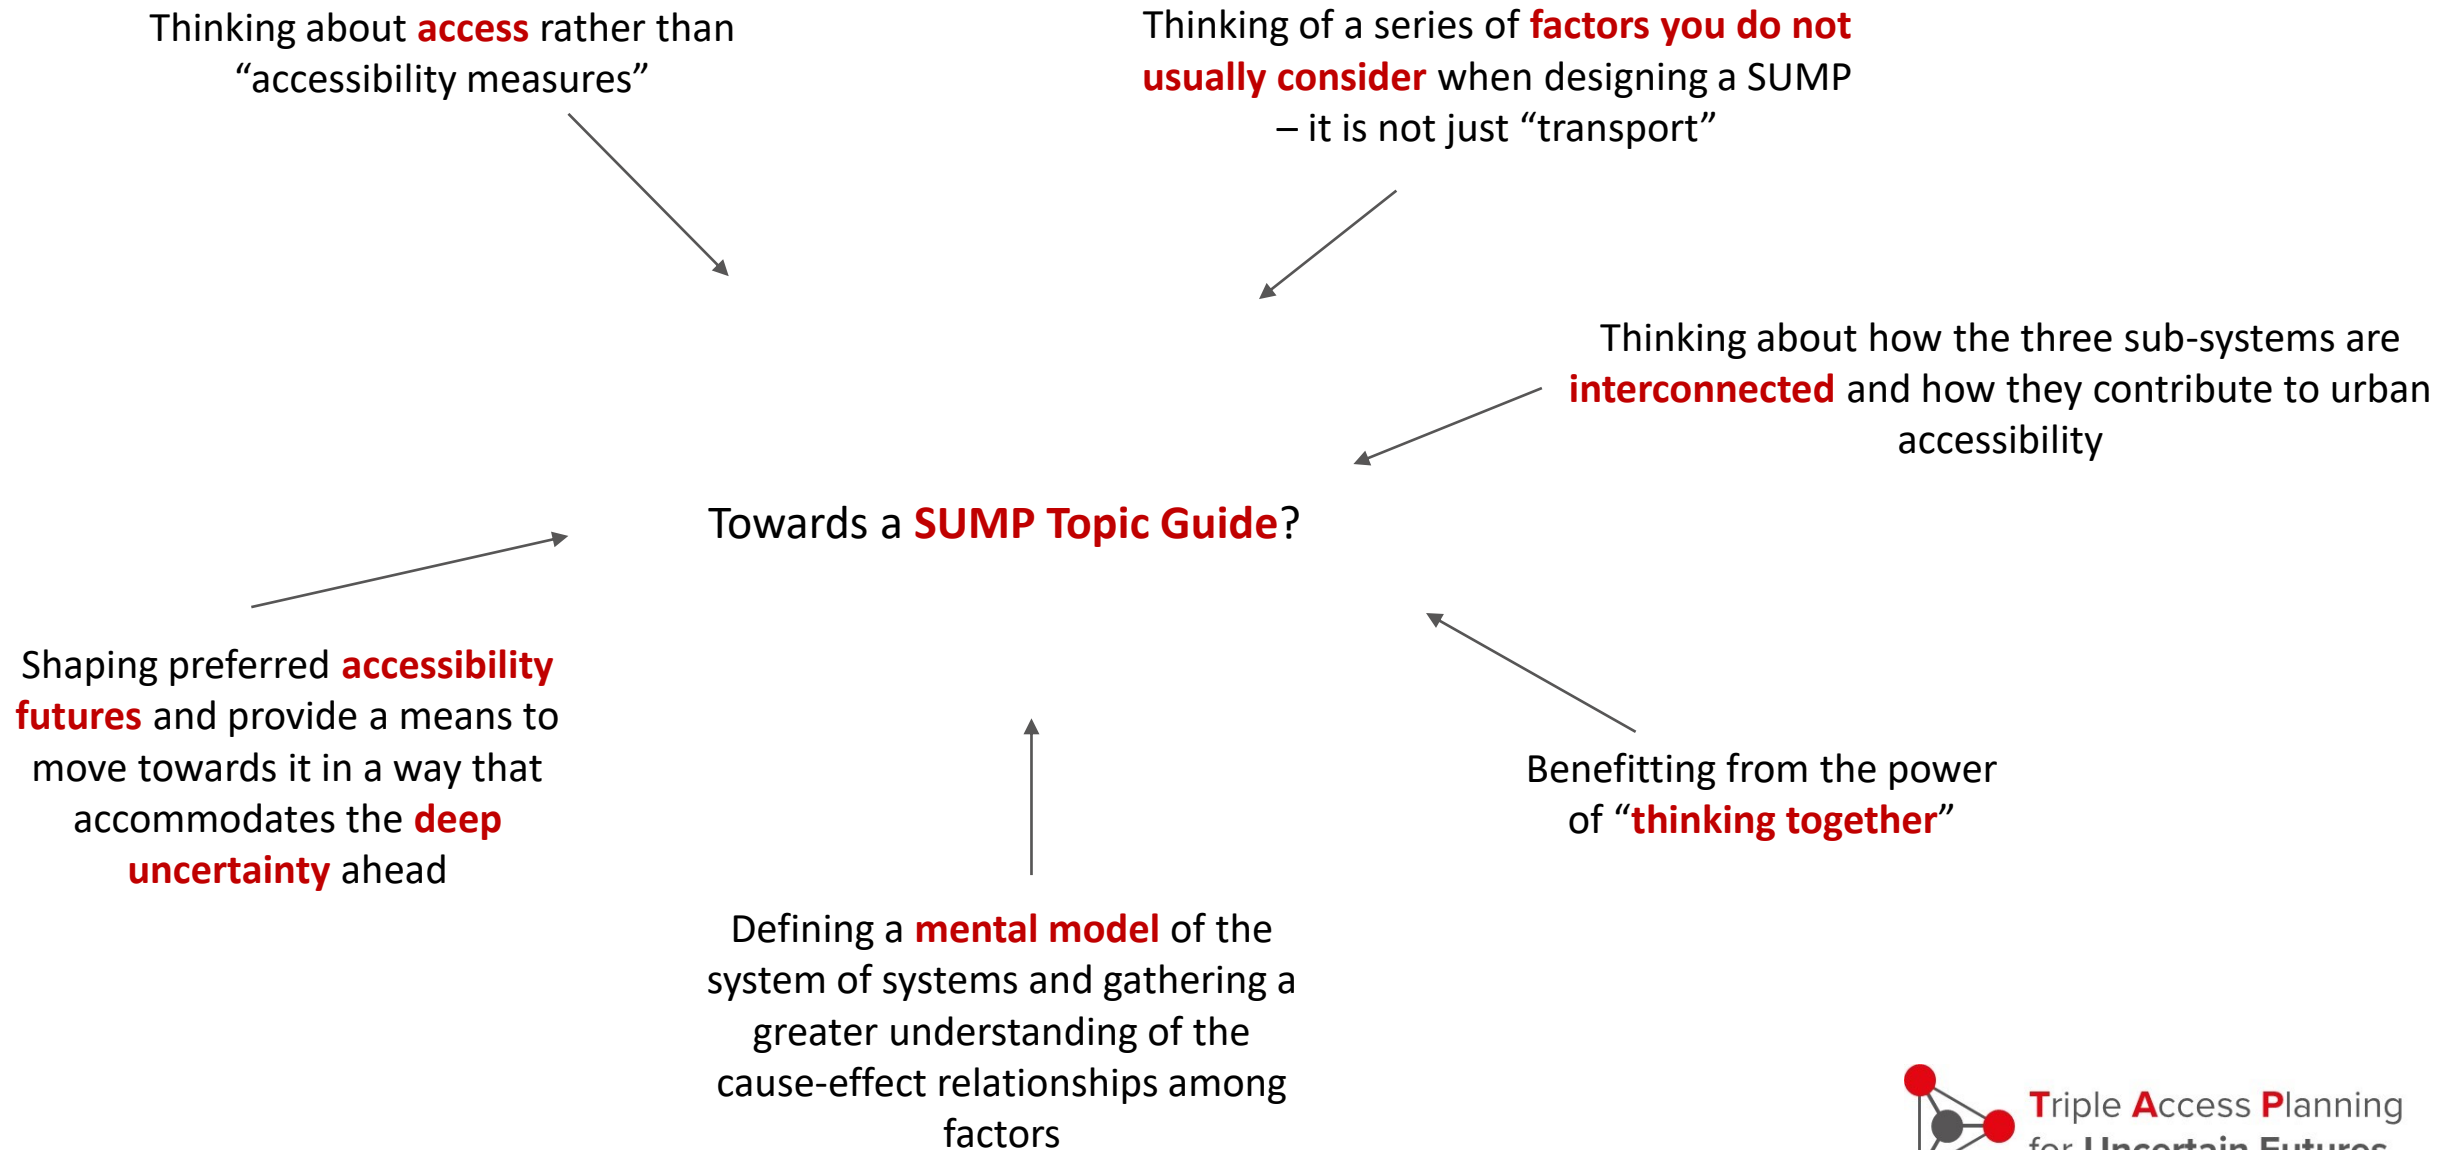 Thinking about access rather than
“accessibility measures”
Thinking of a series of factors you do not
usually consider when designing a SUMP
– it is not just “transport”
Thinking about how the three sub-systems are
interconnected and how they contribute to urban
accessibility
Towards a SUMP Topic Guide?
Shaping preferred accessibility
futures and provide a means to
move towards it in a way that
accommodates the deep
uncertainty ahead
Benefitting from the power
of “thinking together”
Defining a mental model of the
system of systems and gathering a
greater understanding of the
cause-effect relationships among
factors
Triple Access Planning
for Uncertain Futures